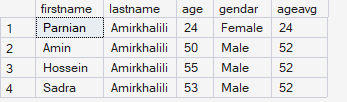 firstname lastname age gendar ageavg
1 Parnian Amirkhalili 24 Female 24
2 Amin Amirkhalili 50 Male 52
3 Hossein Amirkhalili 55 Male 52
4 Sadra Amirkhalili 53 Male 52